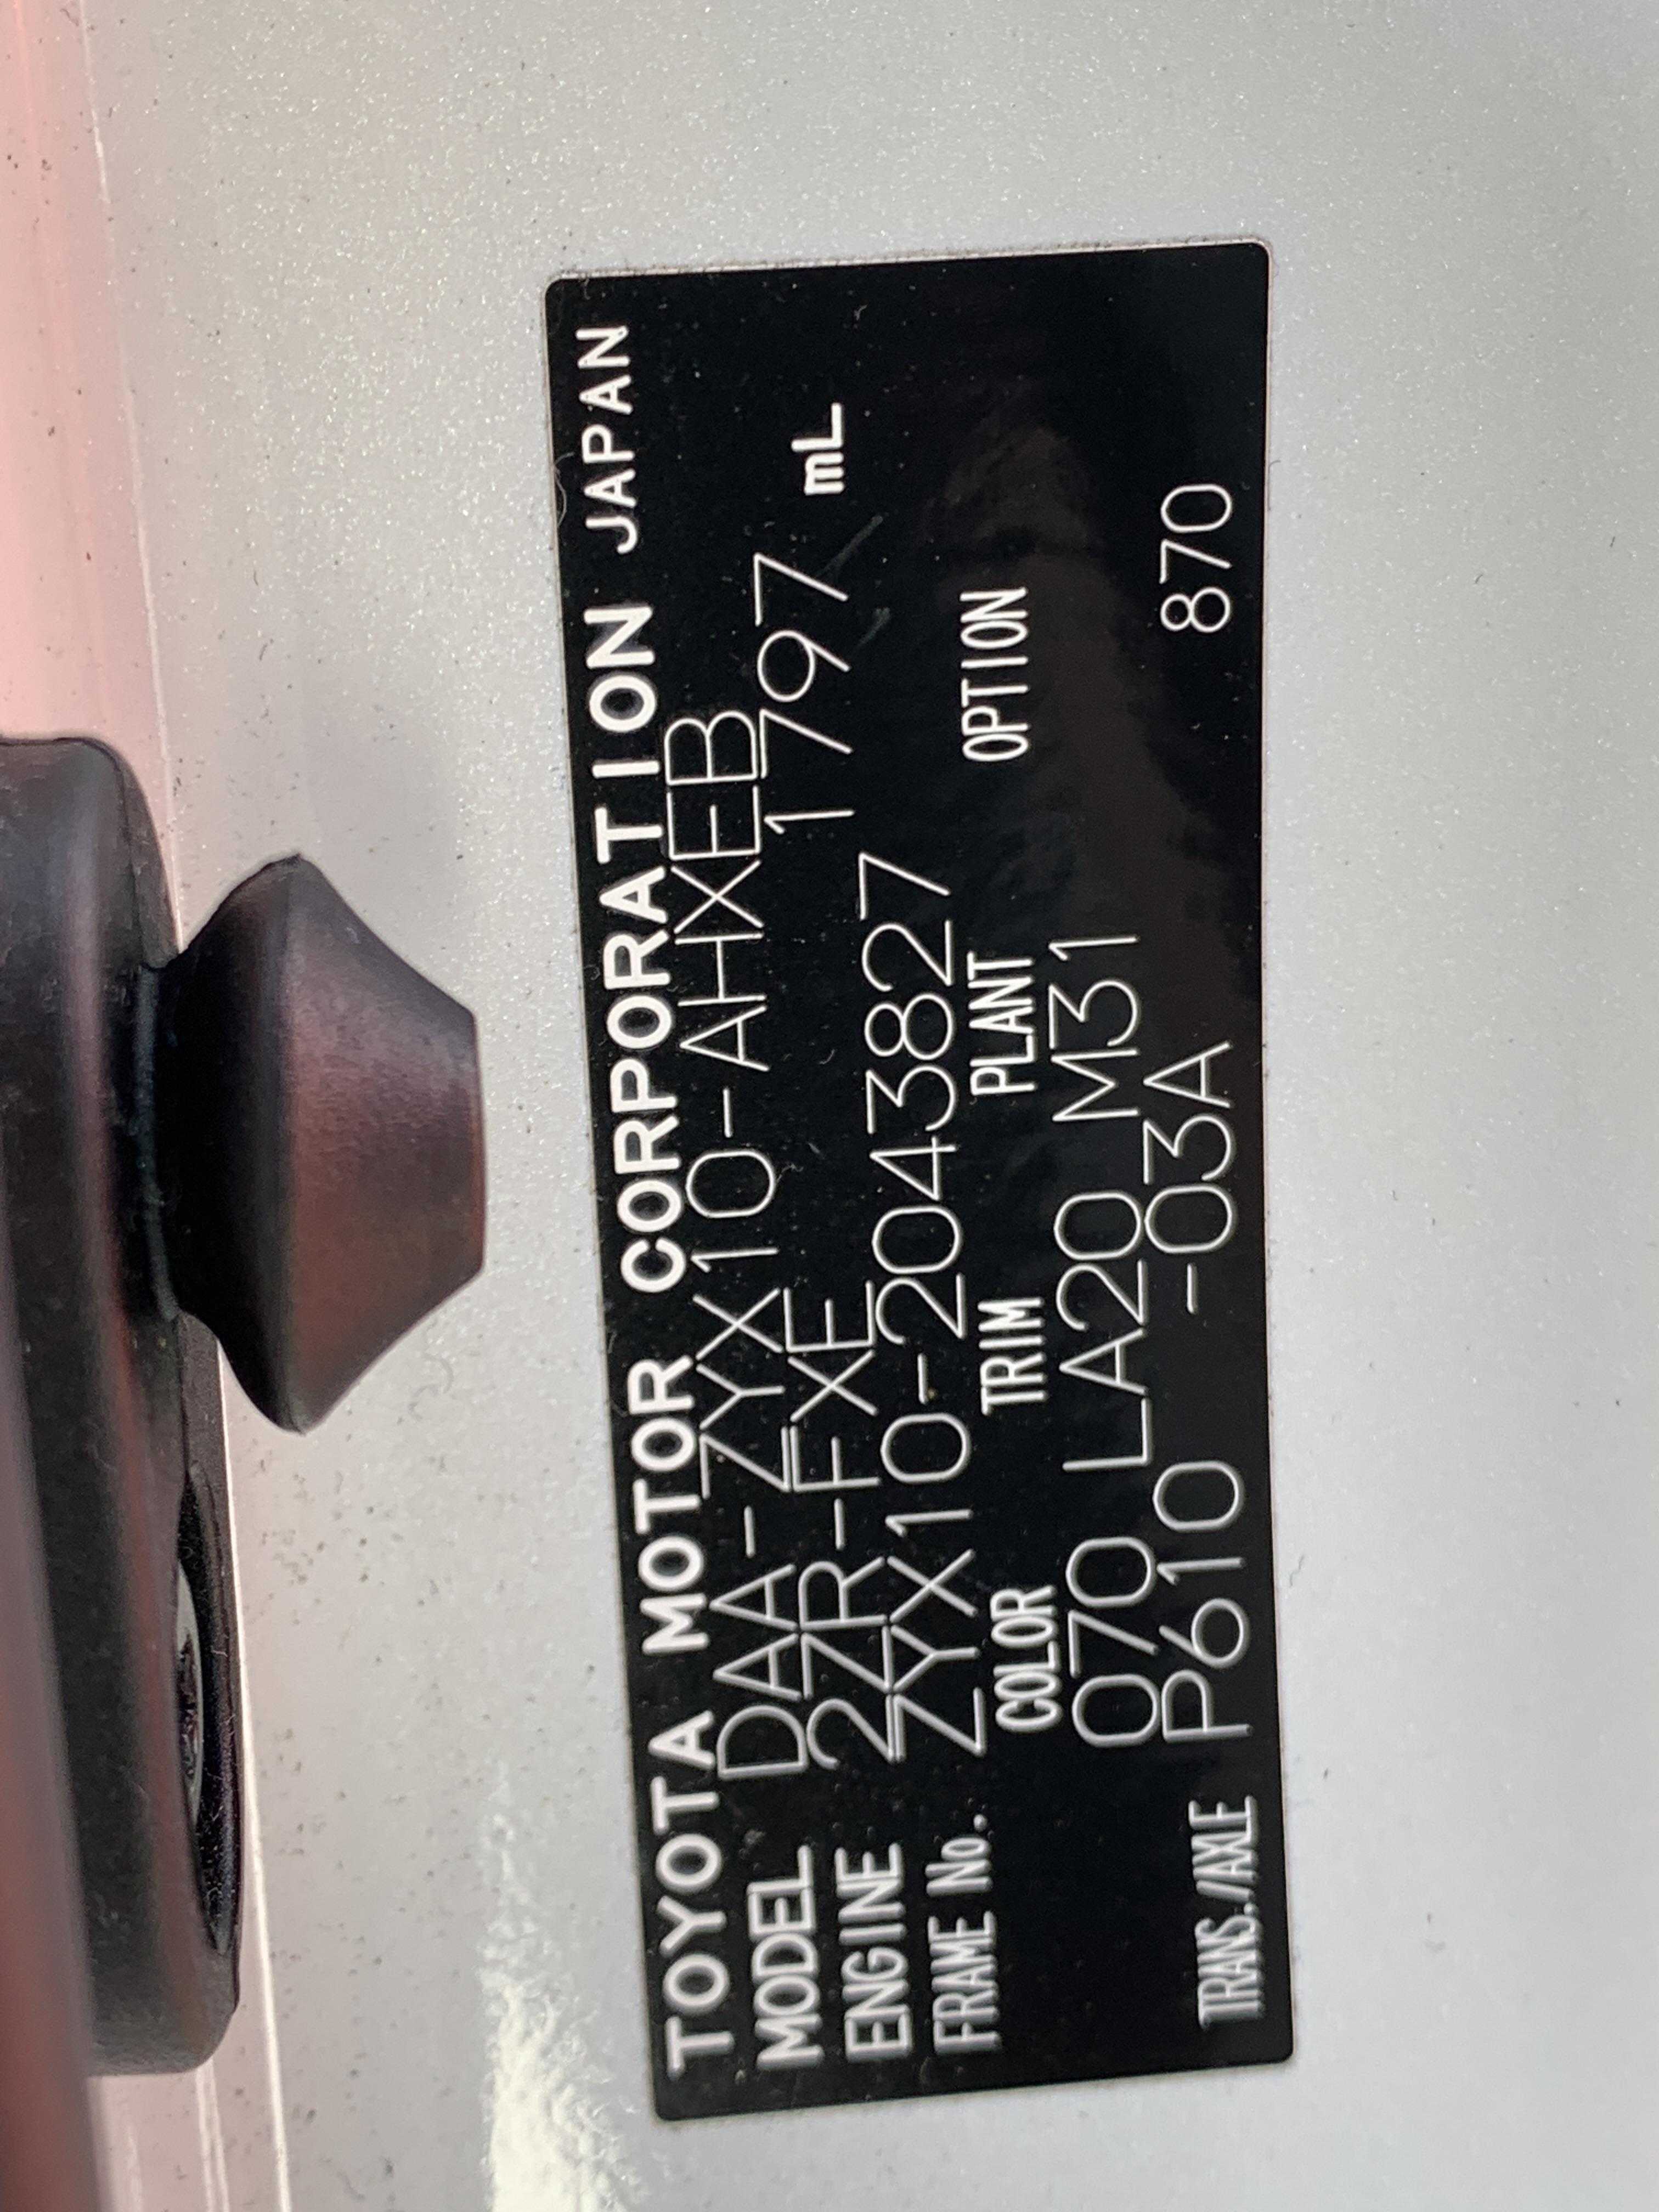 TOYOTA MOTOR CORPORATION JAPAN
MODEL DAA-ZYX10-AHXEB
ENGINE 2ZR-FXE 1797 mL
FRAME No. ZYX10-2043827
COLOR TRIM PLANT OPTION
070 LA20 M31
TRANS./AXLE P610 -03A 870